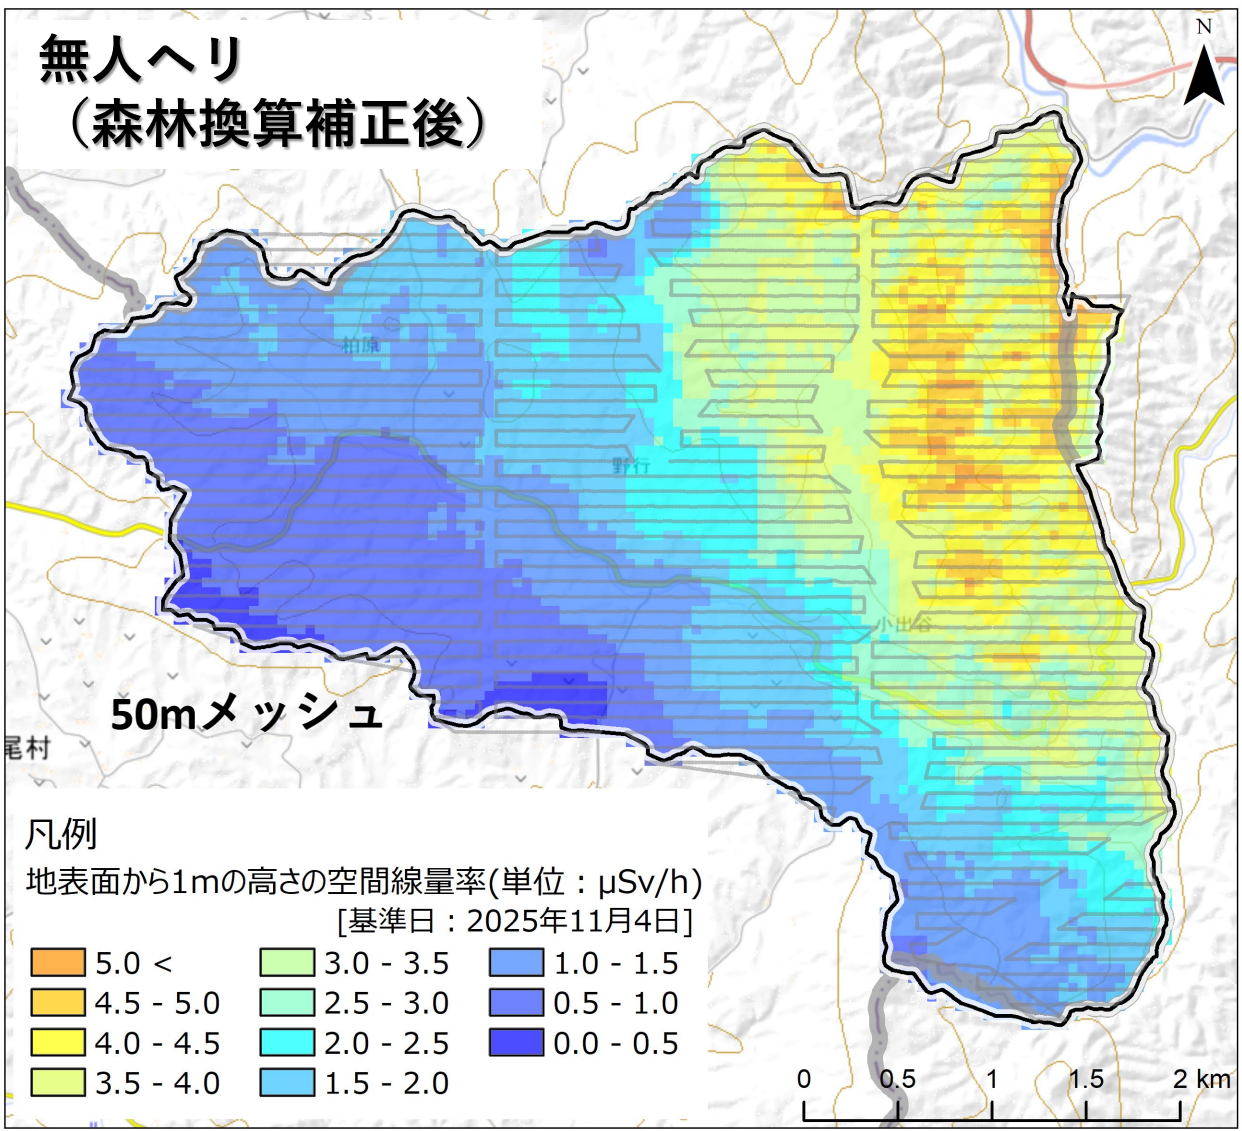 無人ヘリ
（森林換算補正後）
N
柏原
野行
小出谷
50mメッシュ
尾村
凡例
地表面から1mの高さの空間線量率(単位：μSv/h)
[基準日：2025年11月4日]
5.0 <
3.0 - 3.5
1.0 - 1.5
4.5 - 5.0
2.5 - 3.0
0.5 - 1.0
4.0 - 4.5
2.0 - 2.5
0.0 - 0.5
3.5 - 4.0
1.5 - 2.0
0 0.5 1 1.5 2 km